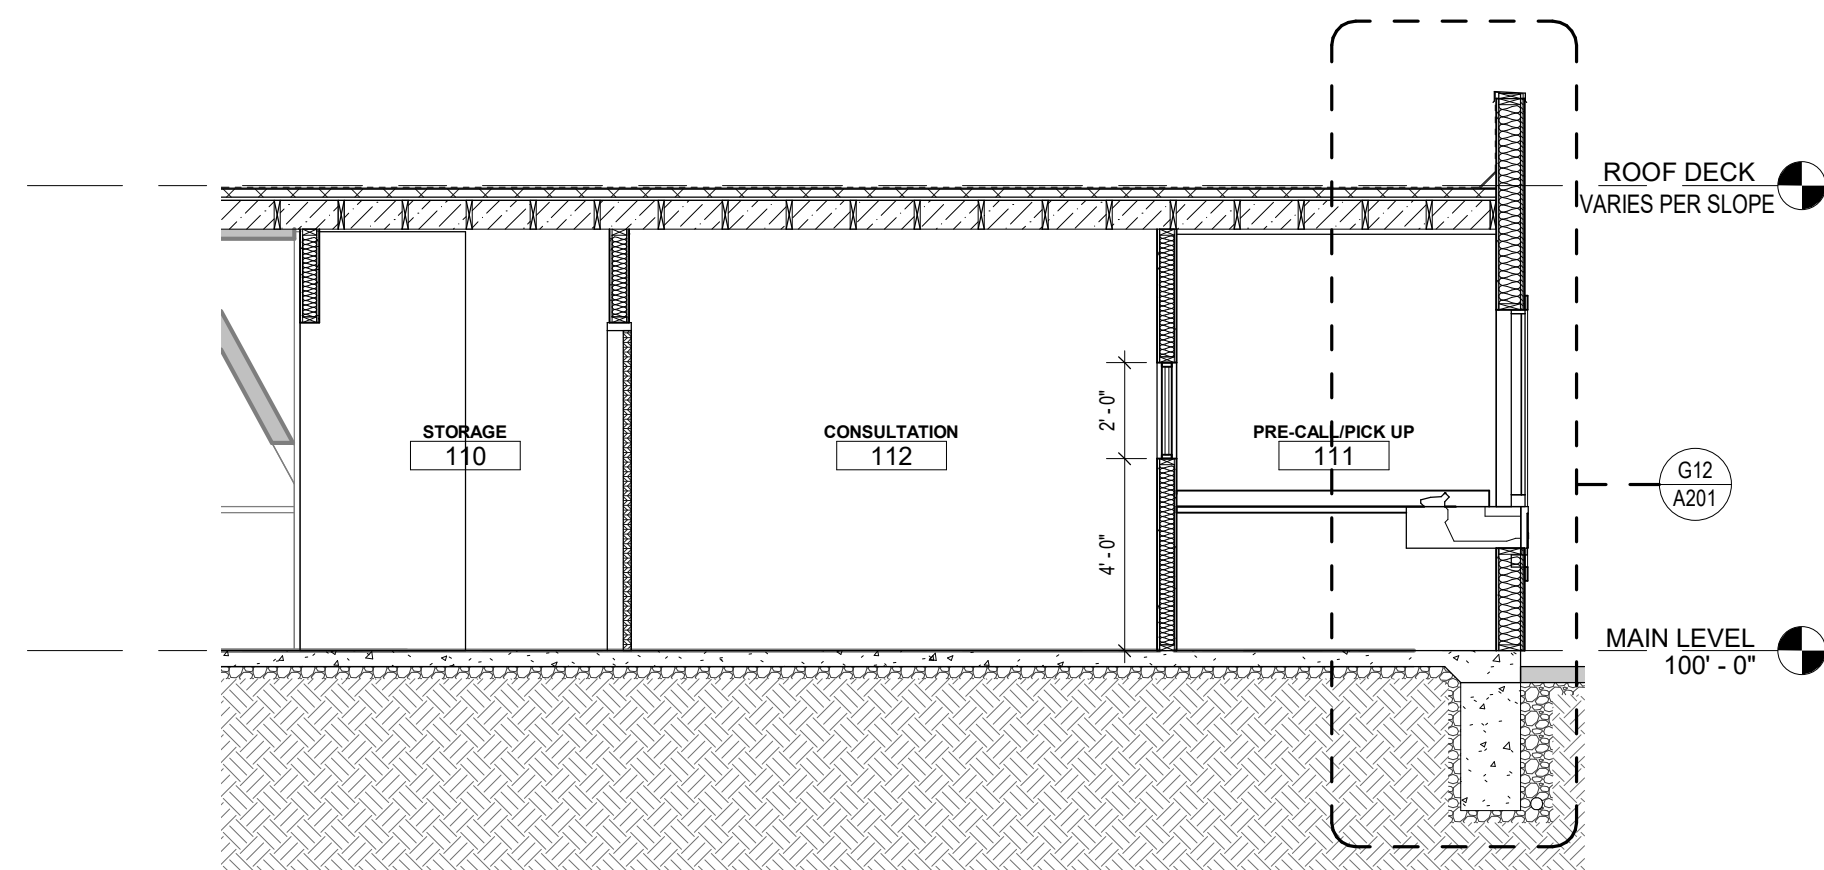 ROOF DECK
VARIES PER SLOPE
2' - 0"
STORAGE
110
CONSULTATION
112
PRE-CALL/PICK UP
111
G12
A201
4' - 0"
MAIN LEVEL
100' - 0"